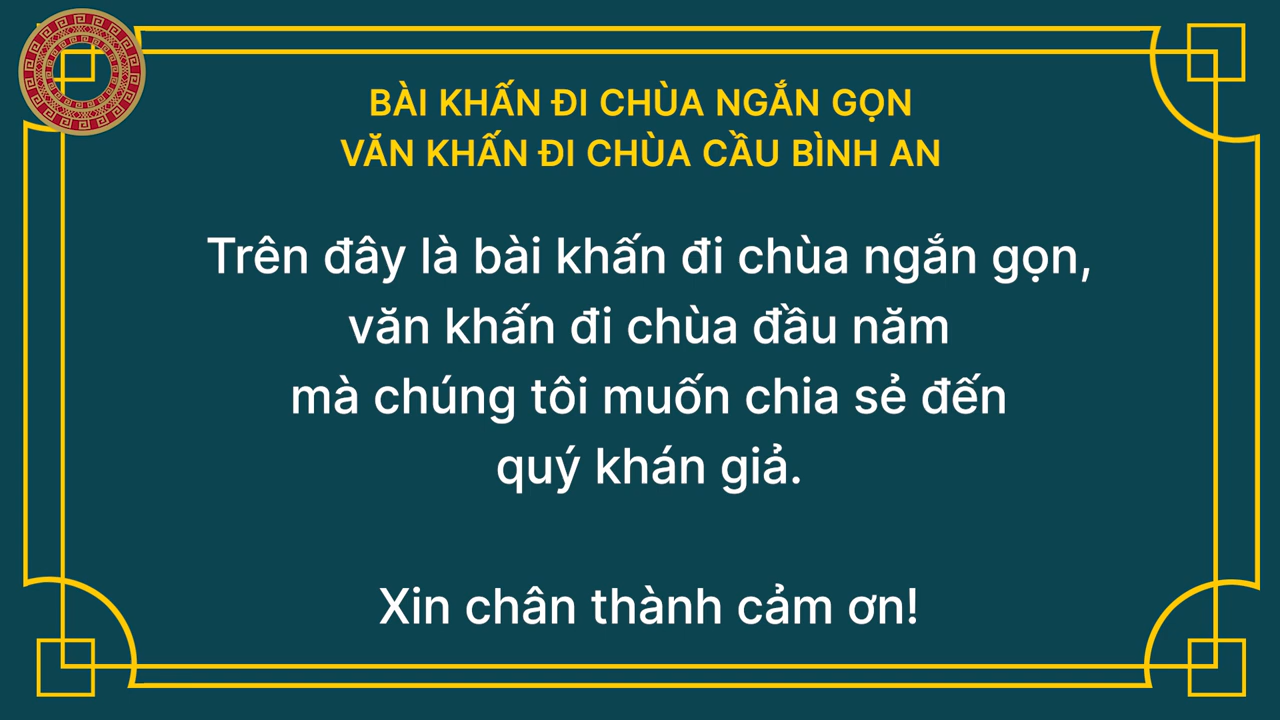 BÀI KHẤN ĐI CHÙA NGẮN GỌN
VĂN KHẤN ĐI CHÙA CẦU BÌNH AN
Trên đây là bài khấn đi chùa ngắn gọn,
văn khấn đi chùa đầu năm
mà chúng tôi muốn chia sẻ đến
quý khán giả.
Xin chân thành cảm ơn!